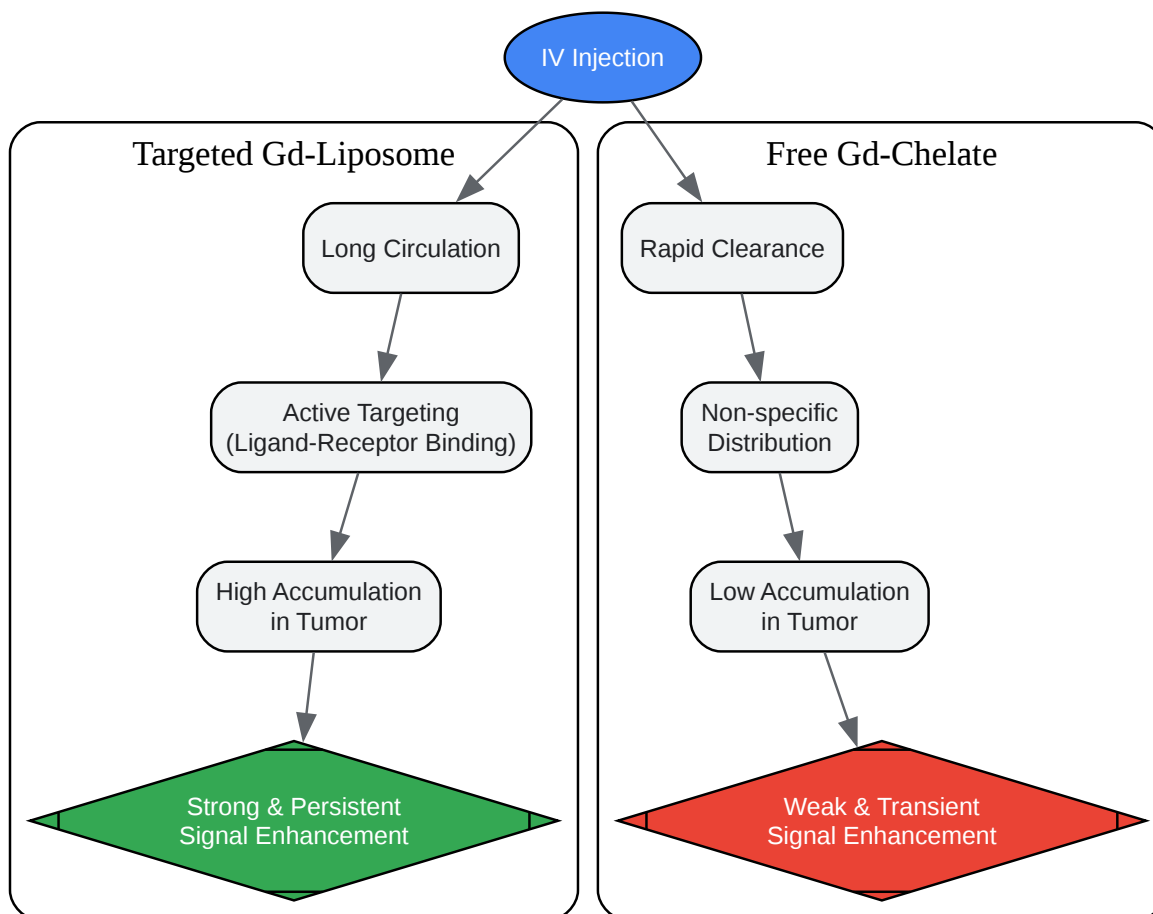 IV Injection
Targeted Gd-Liposome
Long Circulation
Active Targeting
(Ligand-Receptor Binding)
High Accumulation
in Tumor
Strong & Persistent
Signal Enhancement
Free Gd-Chelate
Rapid Clearance
Non-specific
Distribution
Low Accumulation
in Tumor
Weak & Transient
Signal Enhancement